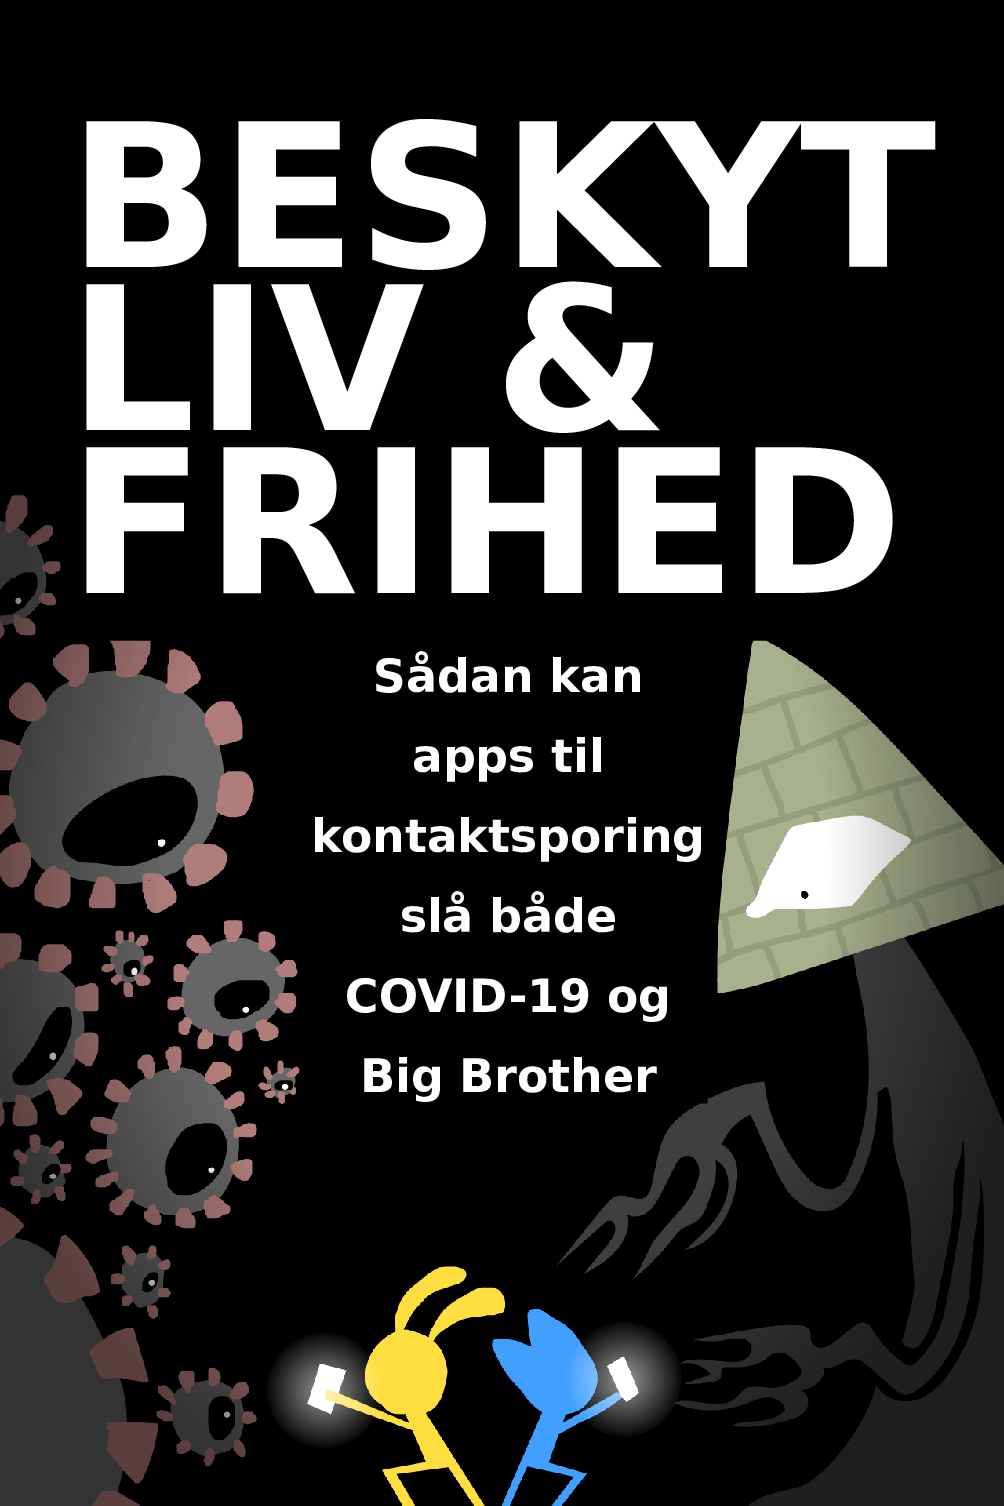 BESKYT
LIV &
FRIHED
Sådan kan
apps til
kontaktsporing
slå både
COVID-19 og
Big Brother